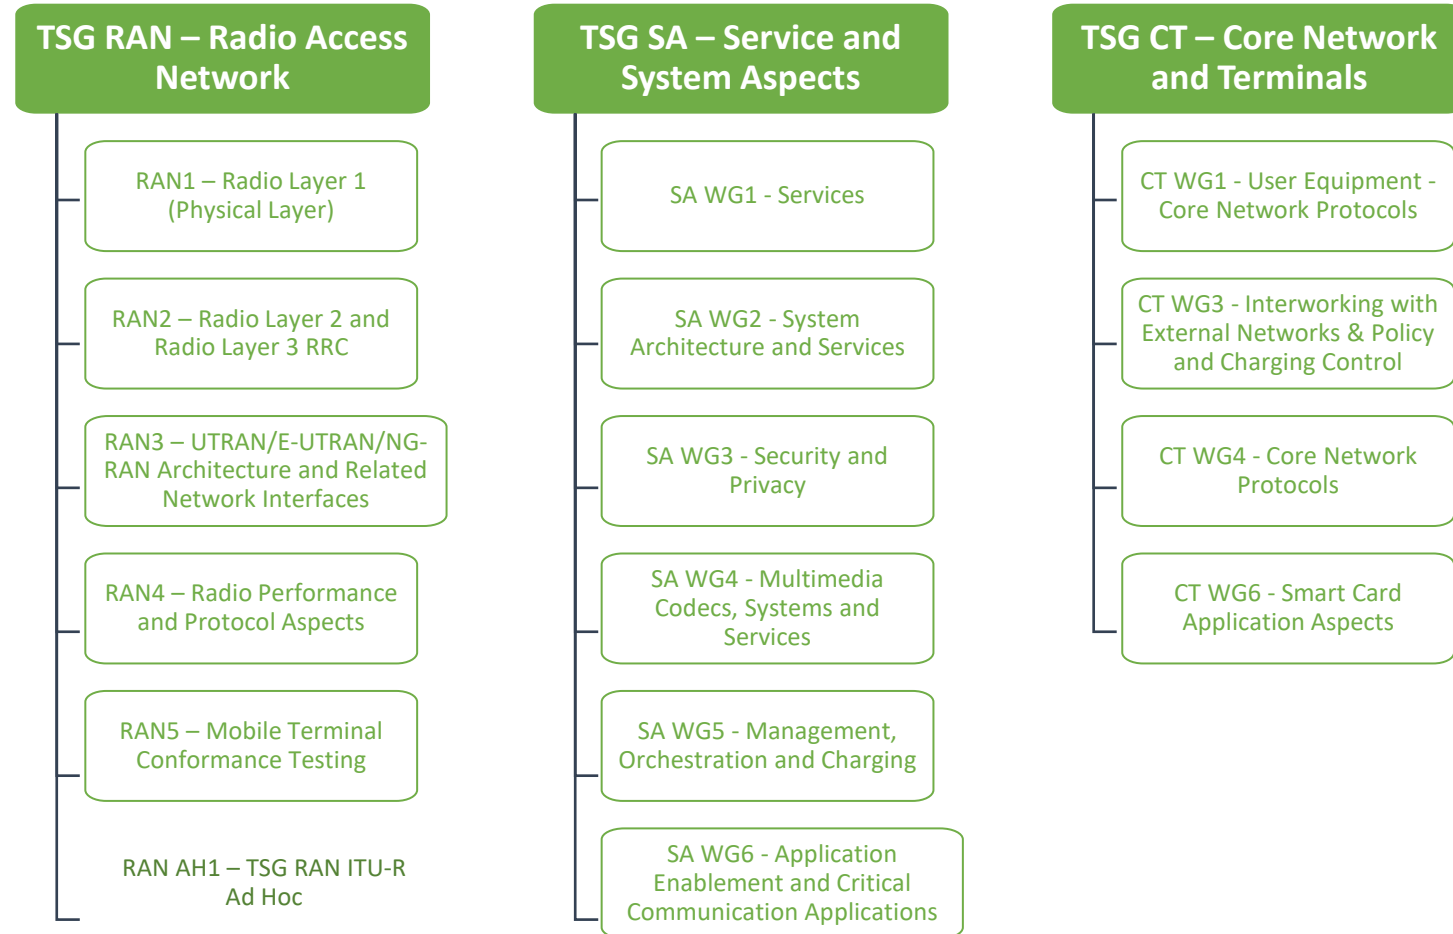 TSG RAN – Radio Access
Network
RAN1 – Radio Layer 1
(Physical Layer)
RAN2 – Radio Layer 2 and
Radio Layer 3 RRC
RAN3 – UTRAN/E-UTRAN/NG-
RAN Architecture and Related
Network Interfaces
RAN4 – Radio Performance
and Protocol Aspects
RAN5 – Mobile Terminal
Conformance Testing
RAN AH1 – TSG RAN ITU-R
Ad Hoc
TSG SA – Service and
System Aspects
SA WG1 - Services
SA WG2 - System
Architecture and Services
SA WG3 - Security and
Privacy
SA WG4 - Multimedia
Codecs, Systems and
Services
SA WG5 - Management,
Orchestration and Charging
SA WG6 - Application
Enablement and Critical
Communication Applications
TSG CT – Core Network
and Terminals
CT WG1 - User Equipment -
Core Network Protocols
CT WG3 - Interworking with
External Networks & Policy
and Charging Control
CT WG4 - Core Network
Protocols
CT WG6 - Smart Card
Application Aspects